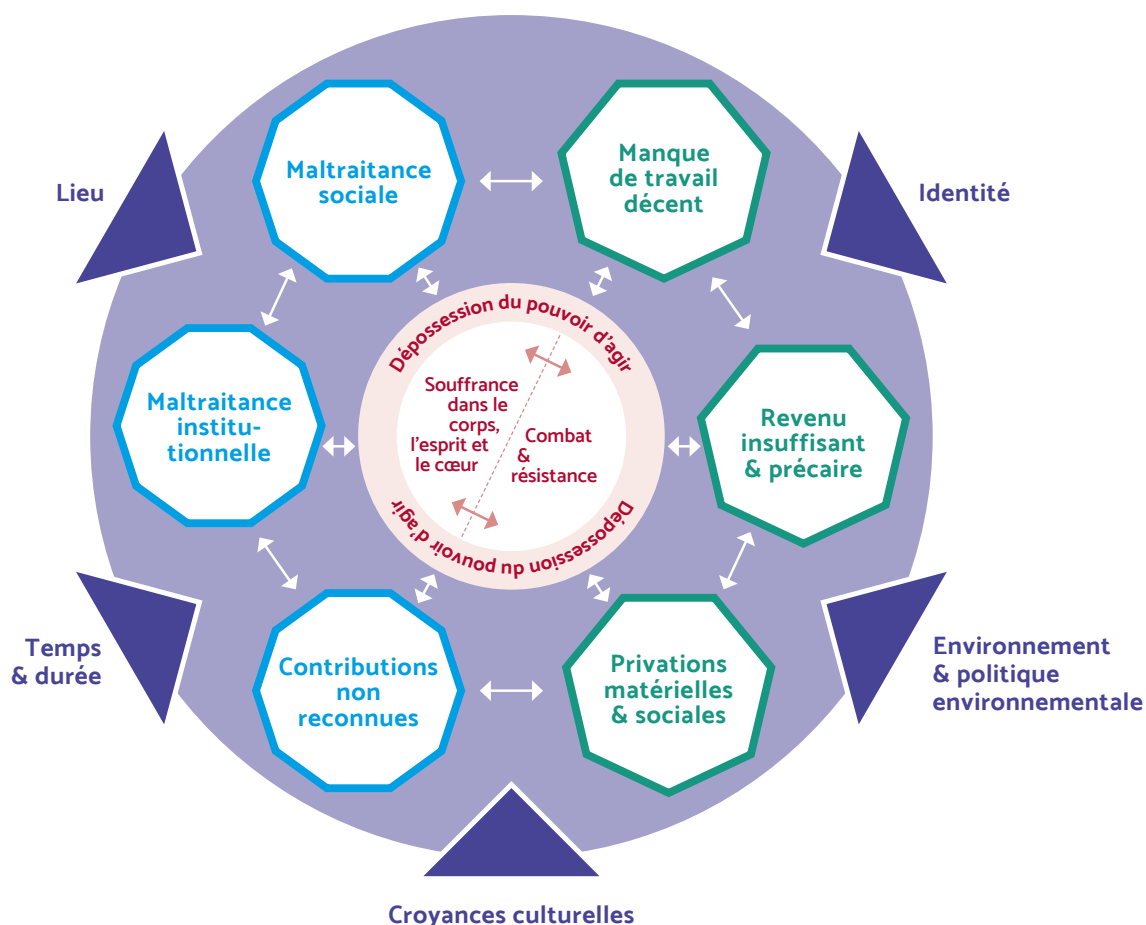 Maltraitance
sociale
Manque
de travail
décent
Lieu
Identité
Dépossession du pouvoir d'agir
Souffrance
dans le
corps,
l'esprit et
le cœur
Combat
&
résistance
Dépossession du pouvoir d'agir
Maltraitance
institu-
tionnelle
Revenu
insuffisant
& précaire
Temps
& durée
Contributions
non
reconnues
Privations
matérielles
& sociales
Environnement
& politique
environnementale
Croyances culturelles